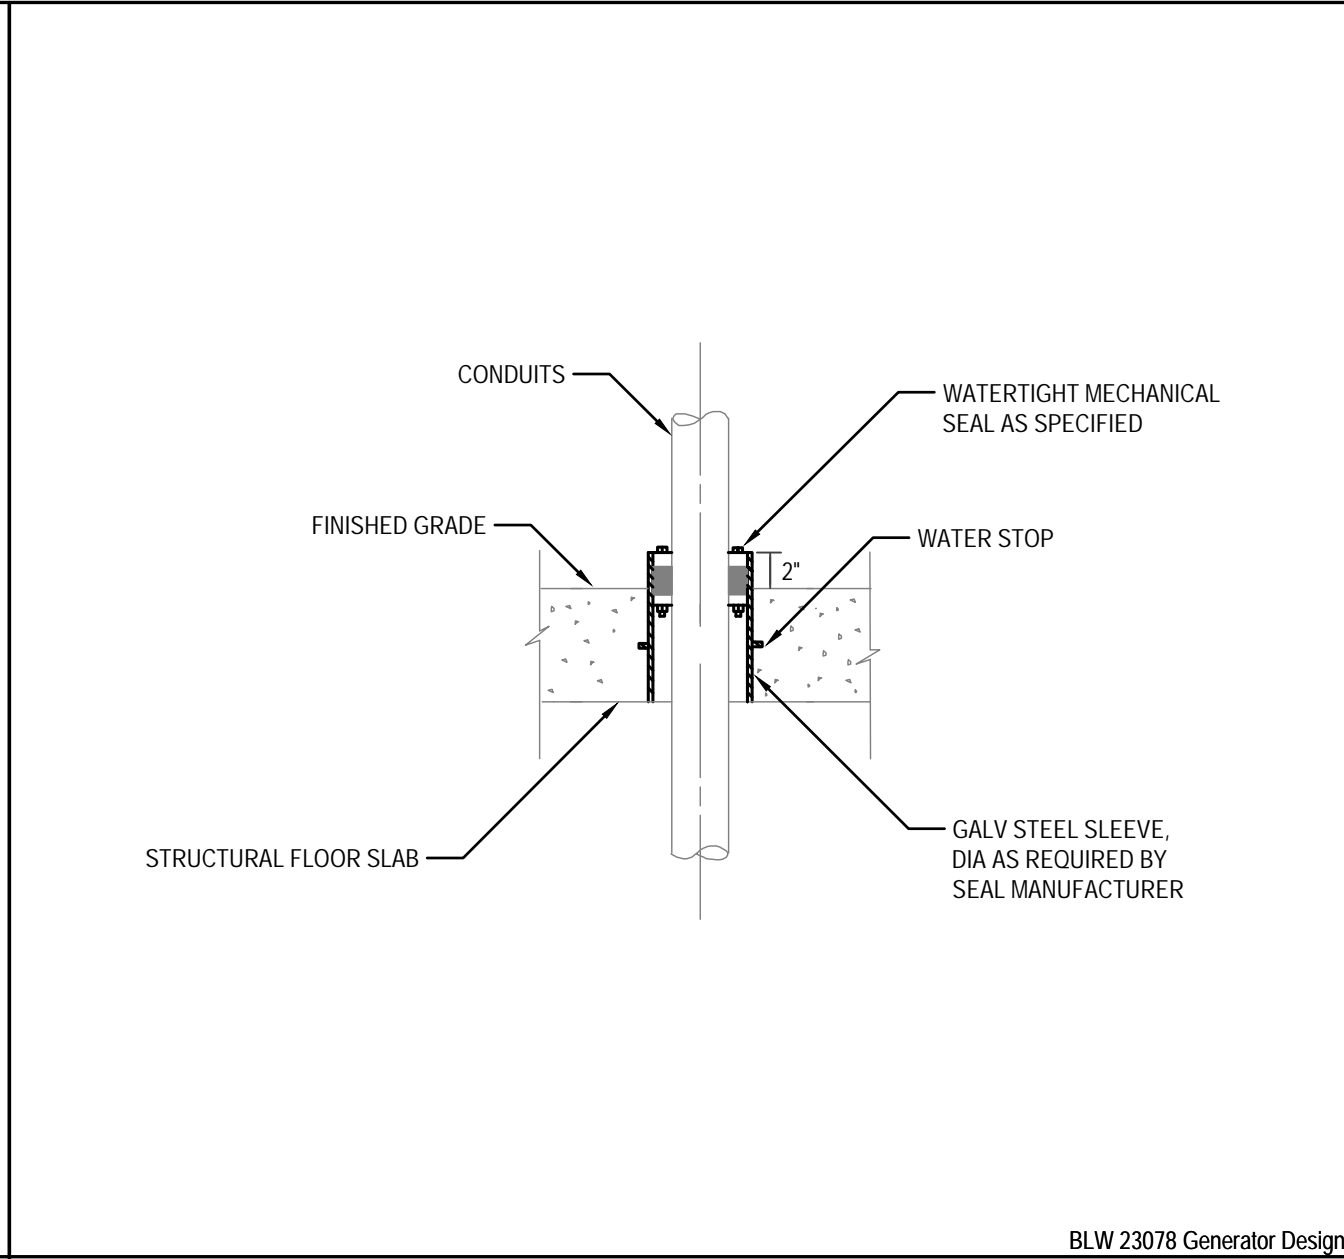 CONDUITS
WATERTIGHT MECHANICAL
SEAL AS SPECIFIED
FINISHED GRADE
WATER STOP
2"
STRUCTURAL FLOOR SLAB
GALV STEEL SLEEVE,
DIA AS REQUIRED BY
SEAL MANUFACTURER
BLW 23078 Generator Design